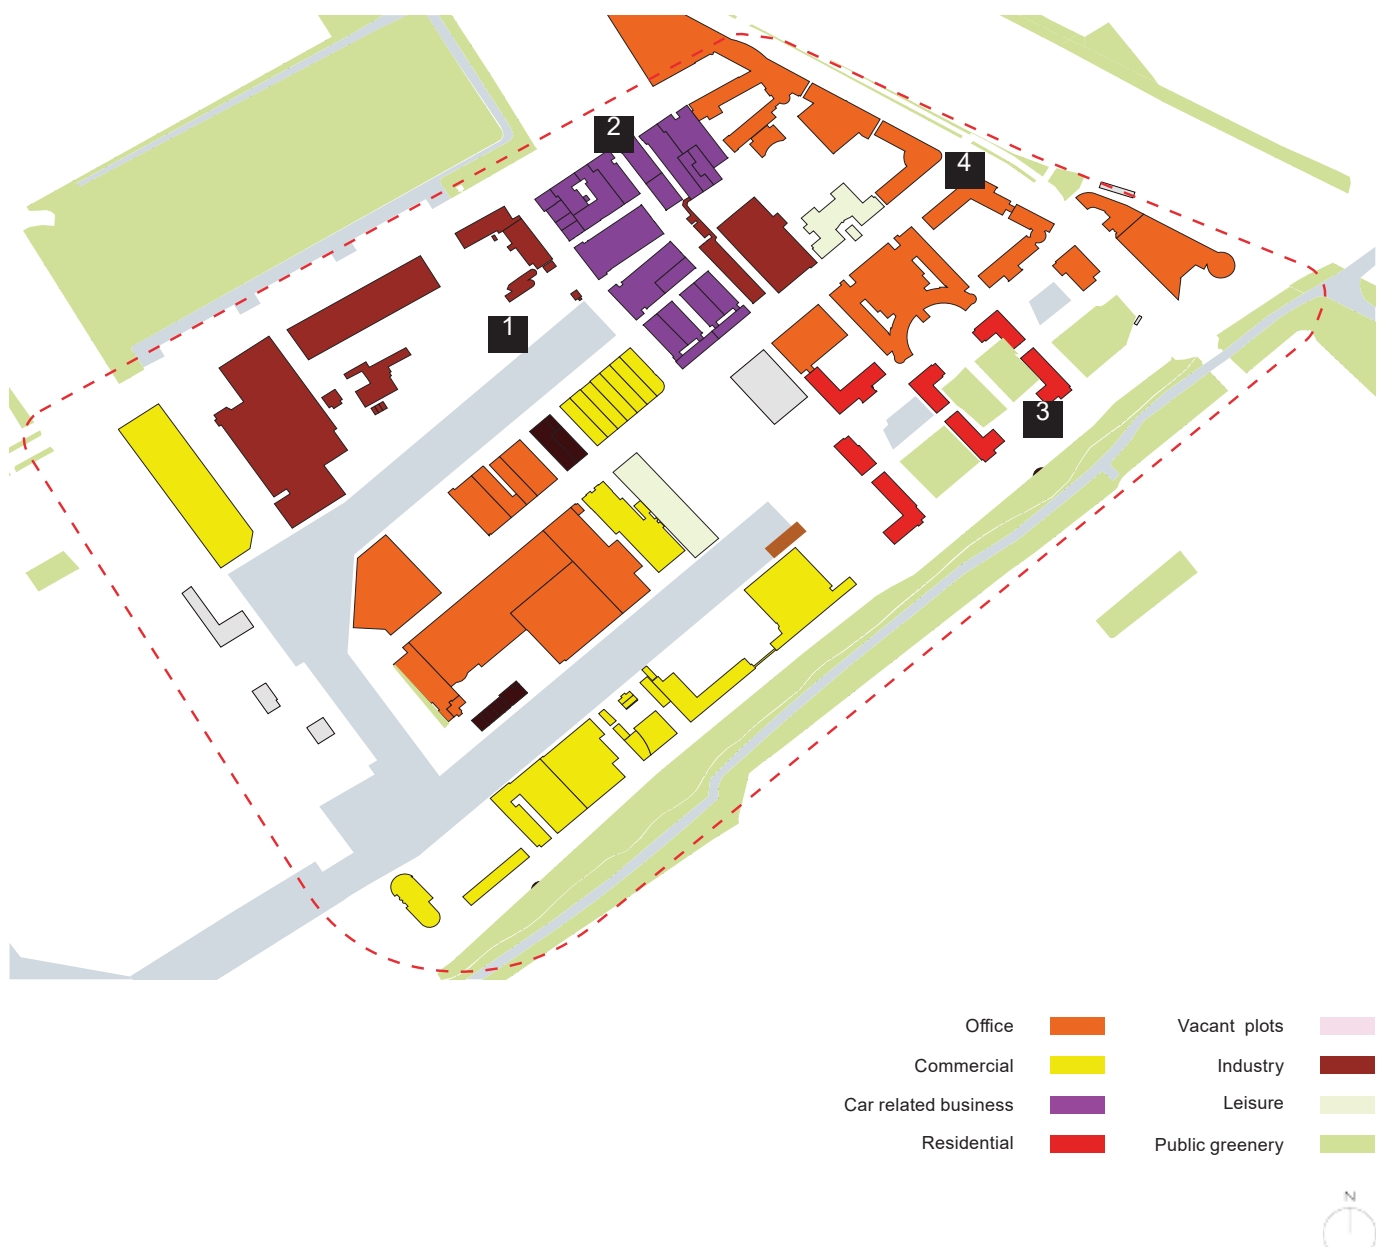 2
4
1
3
Office
Vacant plots
Commercial
Industry
Car related business
Leisure
Residential
Public greenery
N